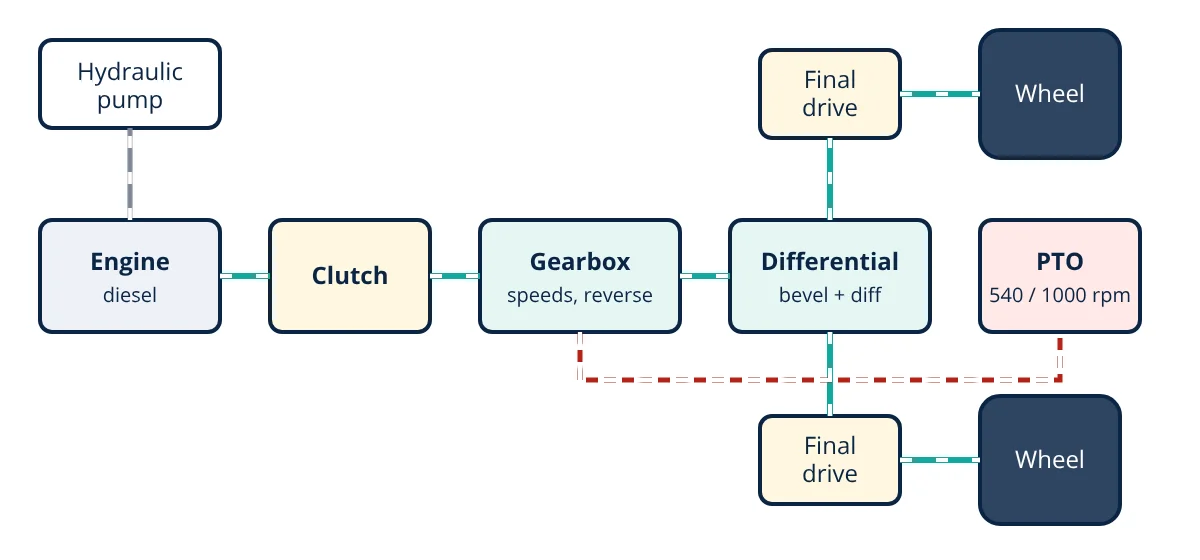 Hydraulic
pump
Final
drive
Wheel
Engine
diesel
Clutch
Gearbox
speeds, reverse
Differential
bevel + diff
PTO
540 / 1000 rpm
Final
drive
Wheel